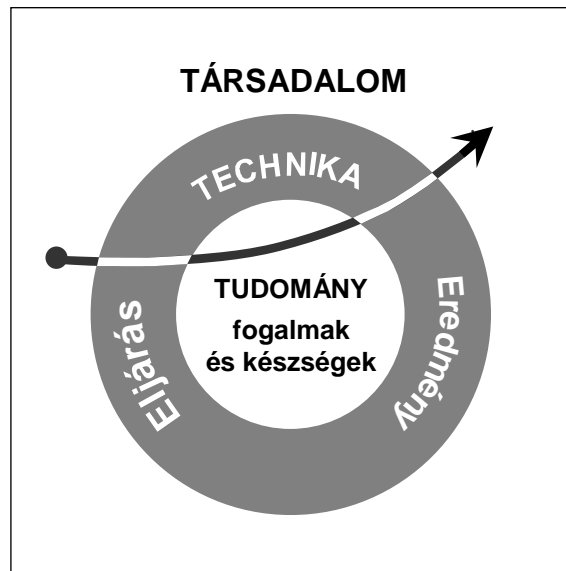 TÁRSADALOM
TECHNIKA
TUDOMÁNY
fogalmak
és készségek
Eljárás
Eredmény